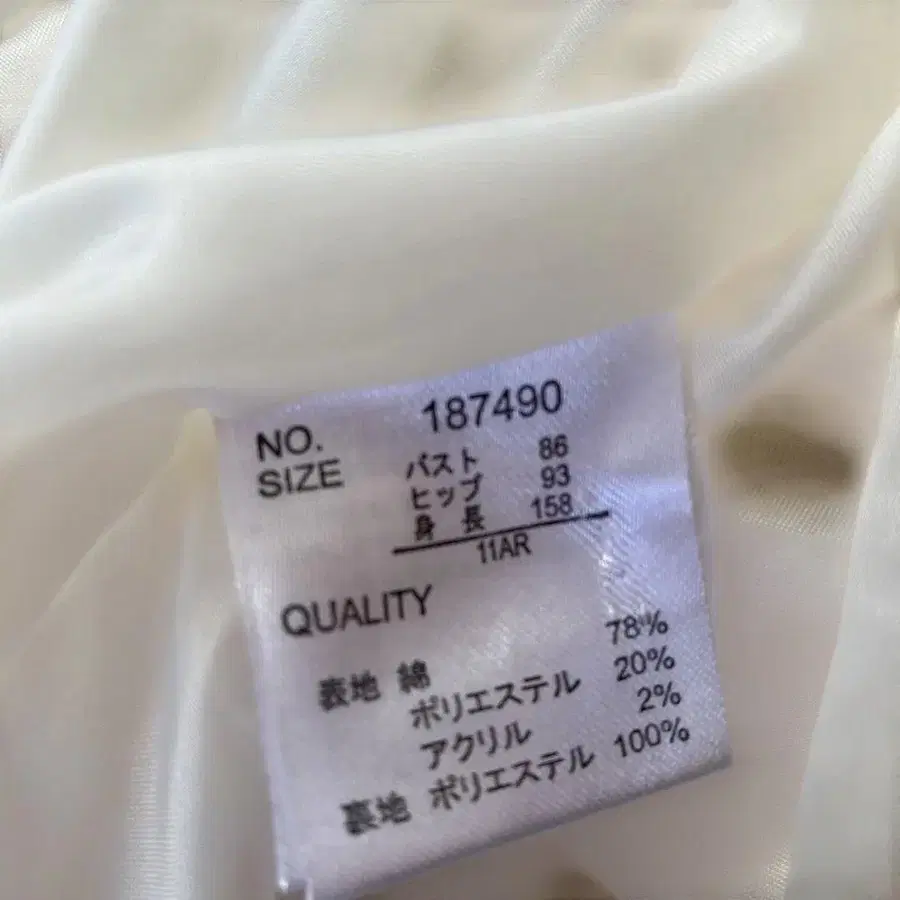 NO. 187490
SIZE バスト 86
ヒップ 93
身長 158
11AR
QUALITY
表地 綿 78%
ポリエステル 20%
アクリル 2%
裏地 ポリエステル 100%